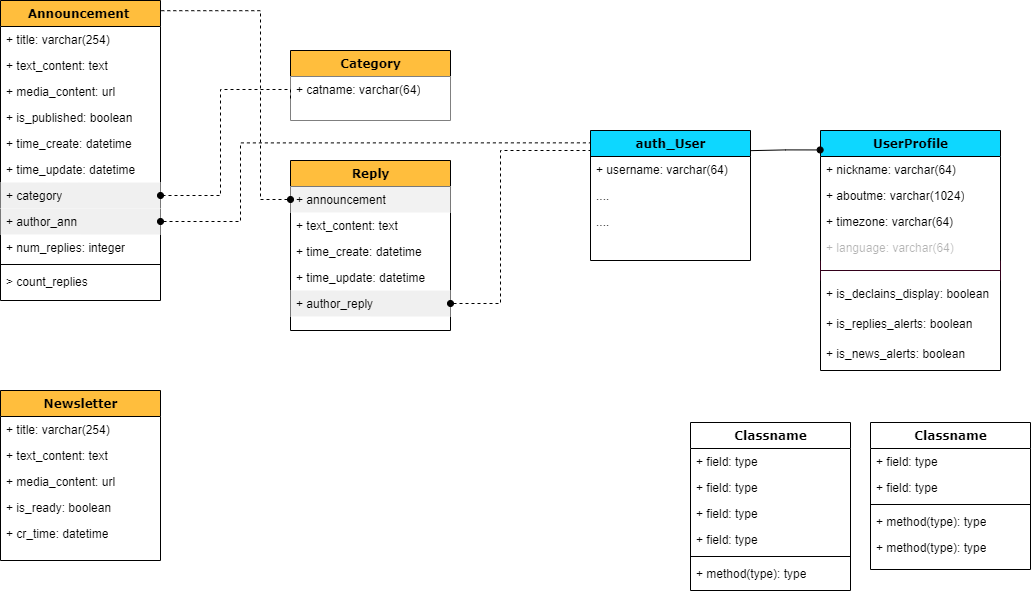 Announcement
+ title: varchar(254)
+ text_content: text
+ media_content: url
+ is_published: boolean
+ time_create: datetime
+ time_update: datetime
+ category
+ author_ann
+ num_replies: integer
> count_replies
Category
+ catname: varchar(64)
Reply
+ announcement
+ text_content: text
+ time_create: datetime
+ time_update: datetime
+ author_reply
auth_User
+ username: varchar(64)
....
....
UserProfile
+ nickname: varchar(64)
+ aboutme: varchar(1024)
+ timezone: varchar(64)
+ language: varchar(64)
+ is_declains_display: boolean
+ is_replies_alerts: boolean
+ is_news_alerts: boolean
Newsletter
+ title: varchar(254)
+ text_content: text
+ media_content: url
+ is_ready: boolean
+ cr_time: datetime
Classname
+ field: type
+ field: type
+ field: type
+ field: type
+ method(type): type
Classname
+ field: type
+ field: type
+ method(type): type
+ method(type): type